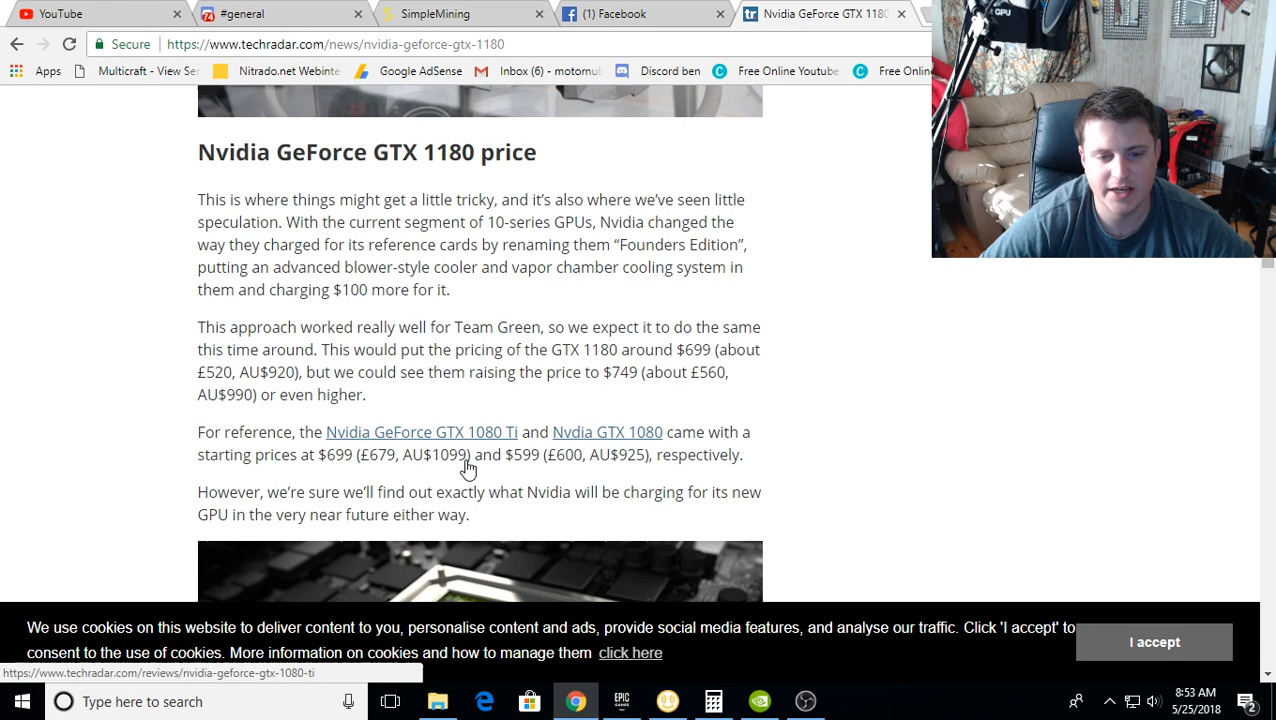 YouTube
#general
SimpleMining
(1) Facebook
Nvidia GeForce GTX 1180
Secure
https://www.techradar.com/news/nvidia-geforce-gtx-1180
Apps
Multicraft - View Ser
Nitrado.net Webinte
Google AdSense
Inbox (6) - motomul
Discord ben
Free Online Youtube
Free Onlin
GPU
Nvidia GeForce GTX 1180 price
This is where things might get a little tricky, and it's also where we've seen little
speculation. With the current segment of 10-series GPUs, Nvidia changed the
way they charged for its reference cards by renaming them “Founders Edition”,
putting an advanced blower-style cooler and vapor chamber cooling system in
them and charging $100 more for it.
This approach worked really well for Team Green, so we expect it to do the same
this time around. This would put the pricing of the GTX 1180 around $699 (about
£520, AU$920), but we could see them raising the price to $749 (about £560,
AU$990) or even higher.
For reference, the Nvidia GeForce GTX 1080 Ti and Nvdia GTX 1080 came with a
starting prices at $699 (£679, AU$1099) and $599 (£600, AU$925), respectively.
However, we're sure we'll find out exactly what Nvidia will be charging for its new
GPU in the very near future either way.
We use cookies on this website to deliver content to you, personalise content and ads, provide social media features, and analyse our traffic. Click 'I accept' to
consent to the use of cookies. More information on cookies and how to manage them click here
I accept
https://www.techradar.com/reviews/nvidia-geforce-gtx-1080-ti
Type here to search
EPIC
GAMES
8:53 AM
5/25/2018
2